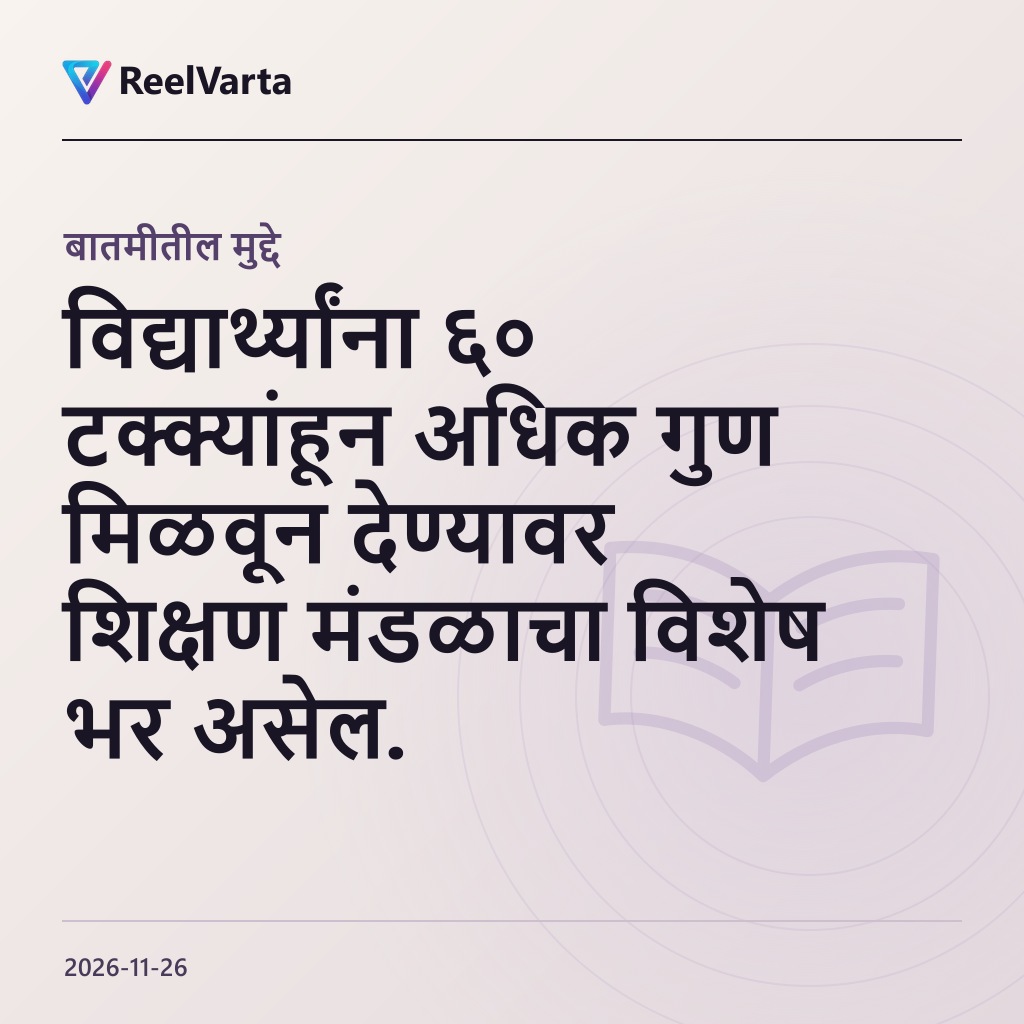 ReelVarta
बातमीतील मुद्दे
विद्यार्थ्यांना ६०
टक्क्यांहून अधिक गुण
मिळवून देण्यावर
शिक्षण मंडळाचा विशेष
भर असेल.
2026-11-26